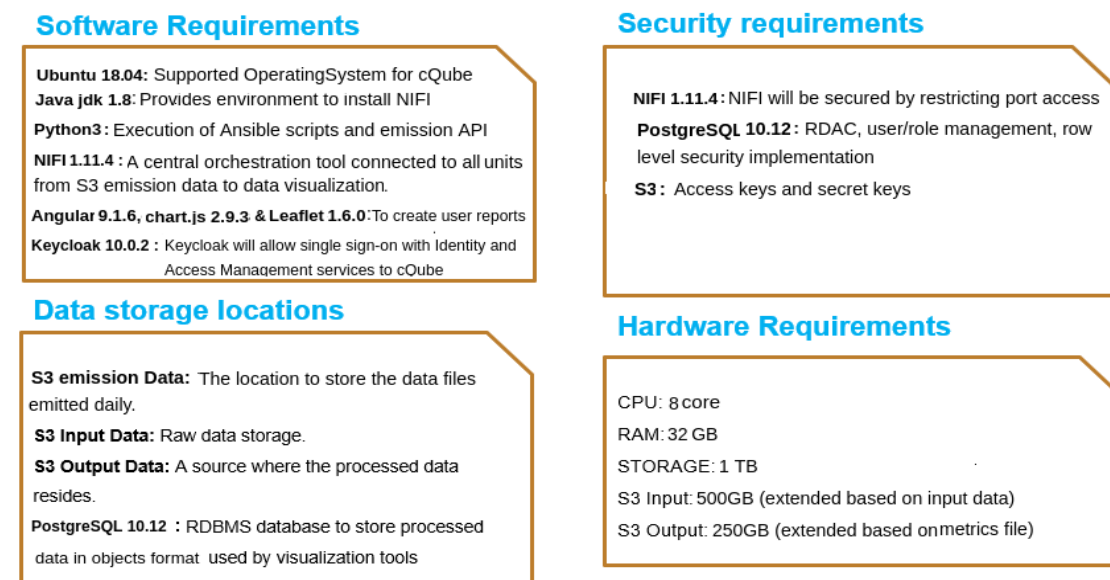 Software Requirements
Ubuntu 18.04: Supported OperatingSystem for cQube
Java jdk 1.8: Provides environment to install NIFI
Python3 : Execution of Ansible scripts and emission API
NIFI 1.11.4 : A central orchestration tool connected to all units
from S3 emission data to data visualization.
Angular 9.1.6, chart.js 2.9.3 & Leaflet 1.6.0:To create user reports
Keycloak 10.0.2 : Keycloak will allow single sign-on with Identity and
Access Management services to cQube
Data storage locations
S3 emission Data: The location to store the data files
emitted daily.
S3 Input Data: Raw data storage.
S3 Output Data: A source where the processed data
resides.
PostgreSQL 10.12 : RDBMS database to store processed
data in objects format used by visualization tools
Security requirements
NIFI 1.11.4: NIFI will be secured by restricting port access
PostgreSQL 10.12 : RDAC, user/role management, row
level security implementation
S3 : Access keys and secret keys
Hardware Requirements
CPU: 8 core
RAM: 32 GB
STORAGE: 1 TB
S3 Input: 500GB (extended based on input data)
S3 Output: 250GB (extended based on metrics file)